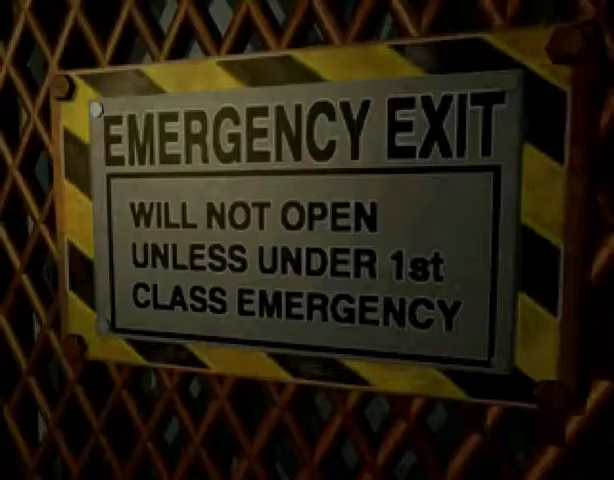 EMERGENCY EXIT
WILL NOT OPEN
UNLESS UNDER 1st
CLASS EMERGENCY